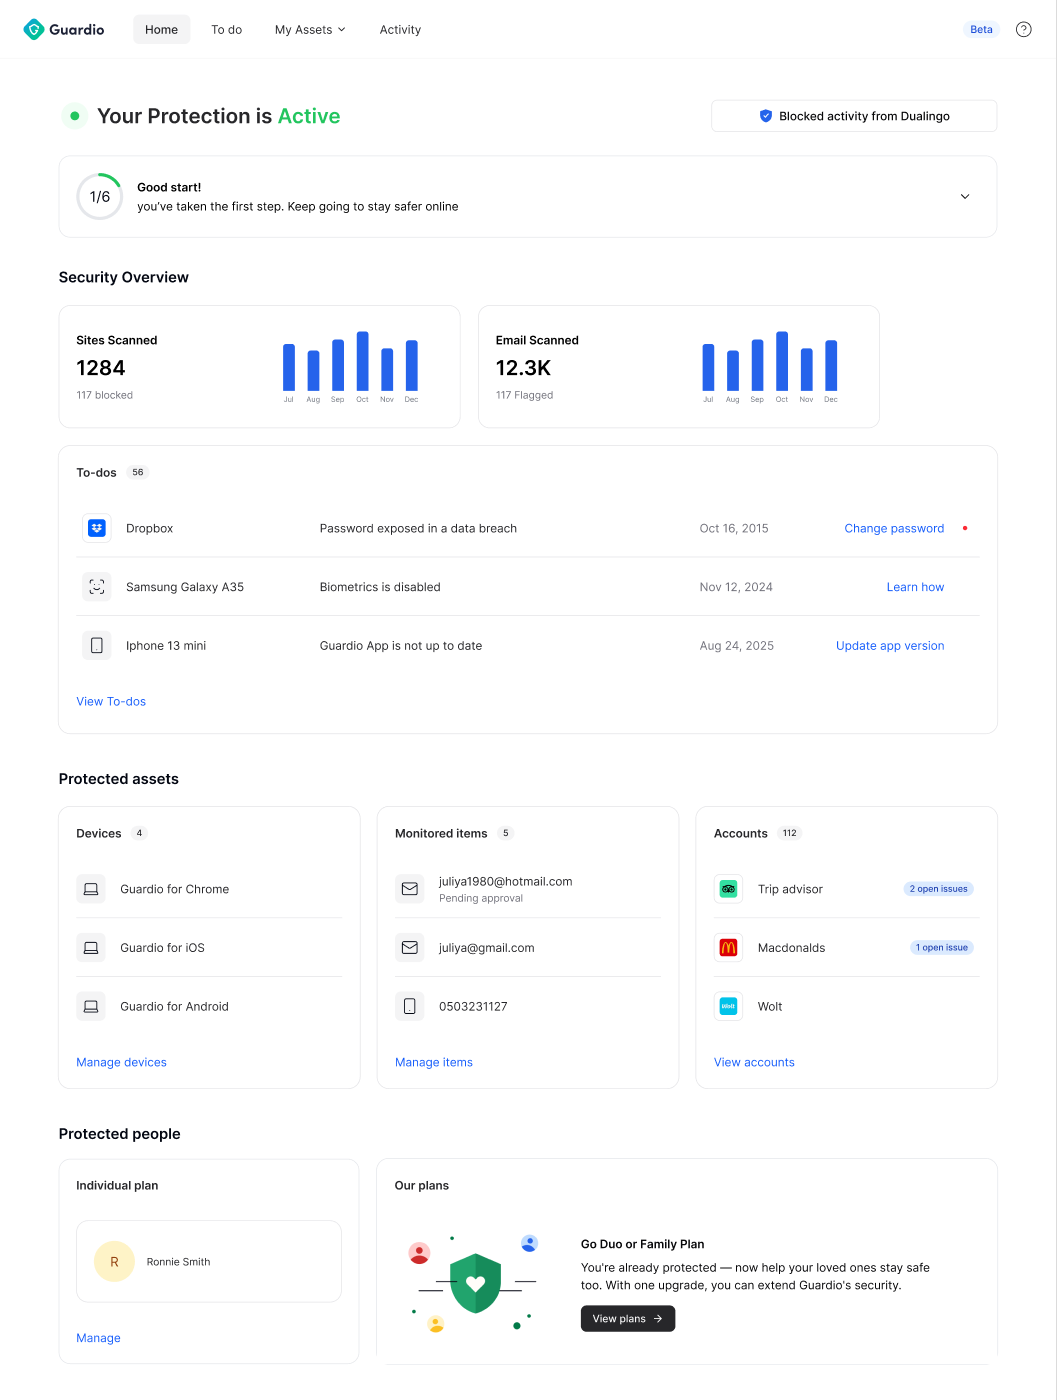 Guardio
Home
To do
My Assets
Activity
Beta
Your Protection is Active
Blocked activity from Dualingo
1/6
Good start!
you've taken the first step. Keep going to stay safer online
Security Overview
Sites Scanned
1284
117 blocked
Jul Aug Sep Oct Nov Dec
Email Scanned
12.3K
117 Flagged
Jul Aug Sep Oct Nov Dec
To-dos 56
Dropbox Password exposed in a data breach Oct 16, 2015 Change password
Samsung Galaxy A35 Biometrics is disabled Nov 12, 2024 Learn how
Iphone 13 mini Guardio App is not up to date Aug 24, 2025 Update app version
View To-dos
Protected assets
Devices 4
Guardio for Chrome
Guardio for iOS
Guardio for Android
Manage devices
Monitored items 5
juliya1980@hotmail.com
Pending approval
juliya@gmail.com
0503231127
Manage items
Accounts 112
Trip advisor 2 open issues
Macdonalds 1 open issue
Wolt Wolt
View accounts
Protected people
Individual plan
R Ronnie Smith
Manage
Our plans
Go Duo or Family Plan
You're already protected — now help your loved ones stay safe
too. With one upgrade, you can extend Guardio's security.
View plans